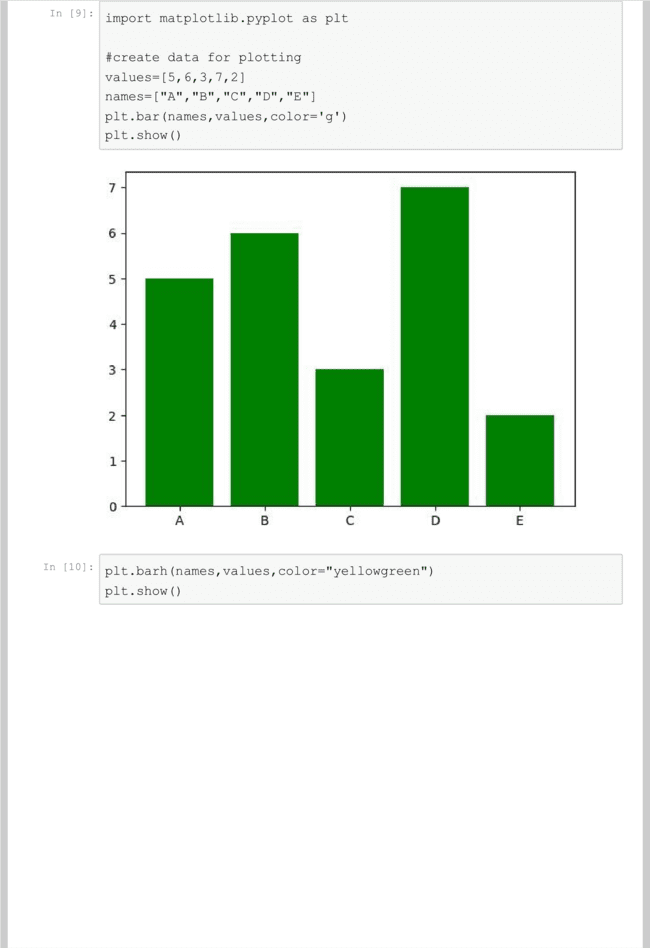 In [9]:
import matplotlib.pyplot as plt
#create data for plotting
values=[5,6,3,7,2]
names=["A","B","C","D","E"]
plt.bar(names,values,color='g')
plt.show()
7
6
5
4
3
2
1
0
A B C D E
In [10]:
plt.barh(names,values,color="yellowgreen")
plt.show()